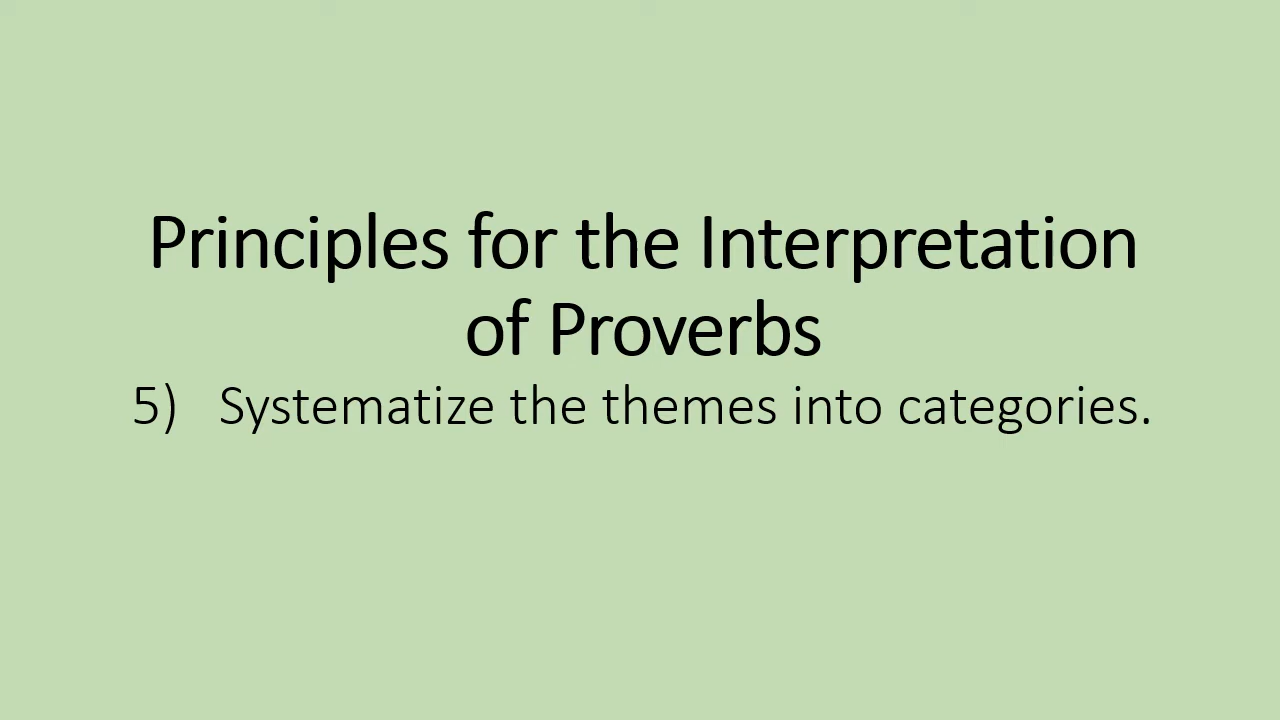 Principles for the Interpretation
of Proverbs
5) Systematize the themes into categories.